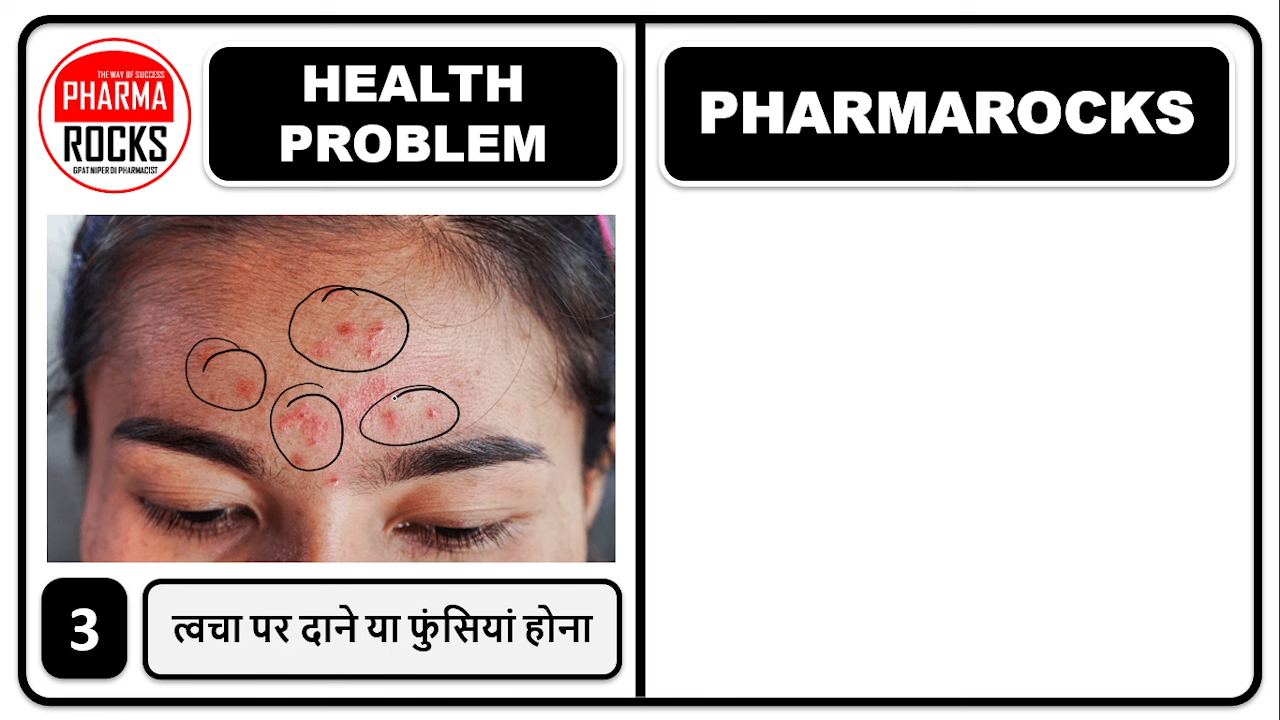 THE WAY OF SUCCESS
PHARMA
ROCKS
GPAT NIPER DI PHARMACIST
HEALTH
PROBLEM
PHARMAROCKS
3
त्वचा पर दाने या फुंसियां होना